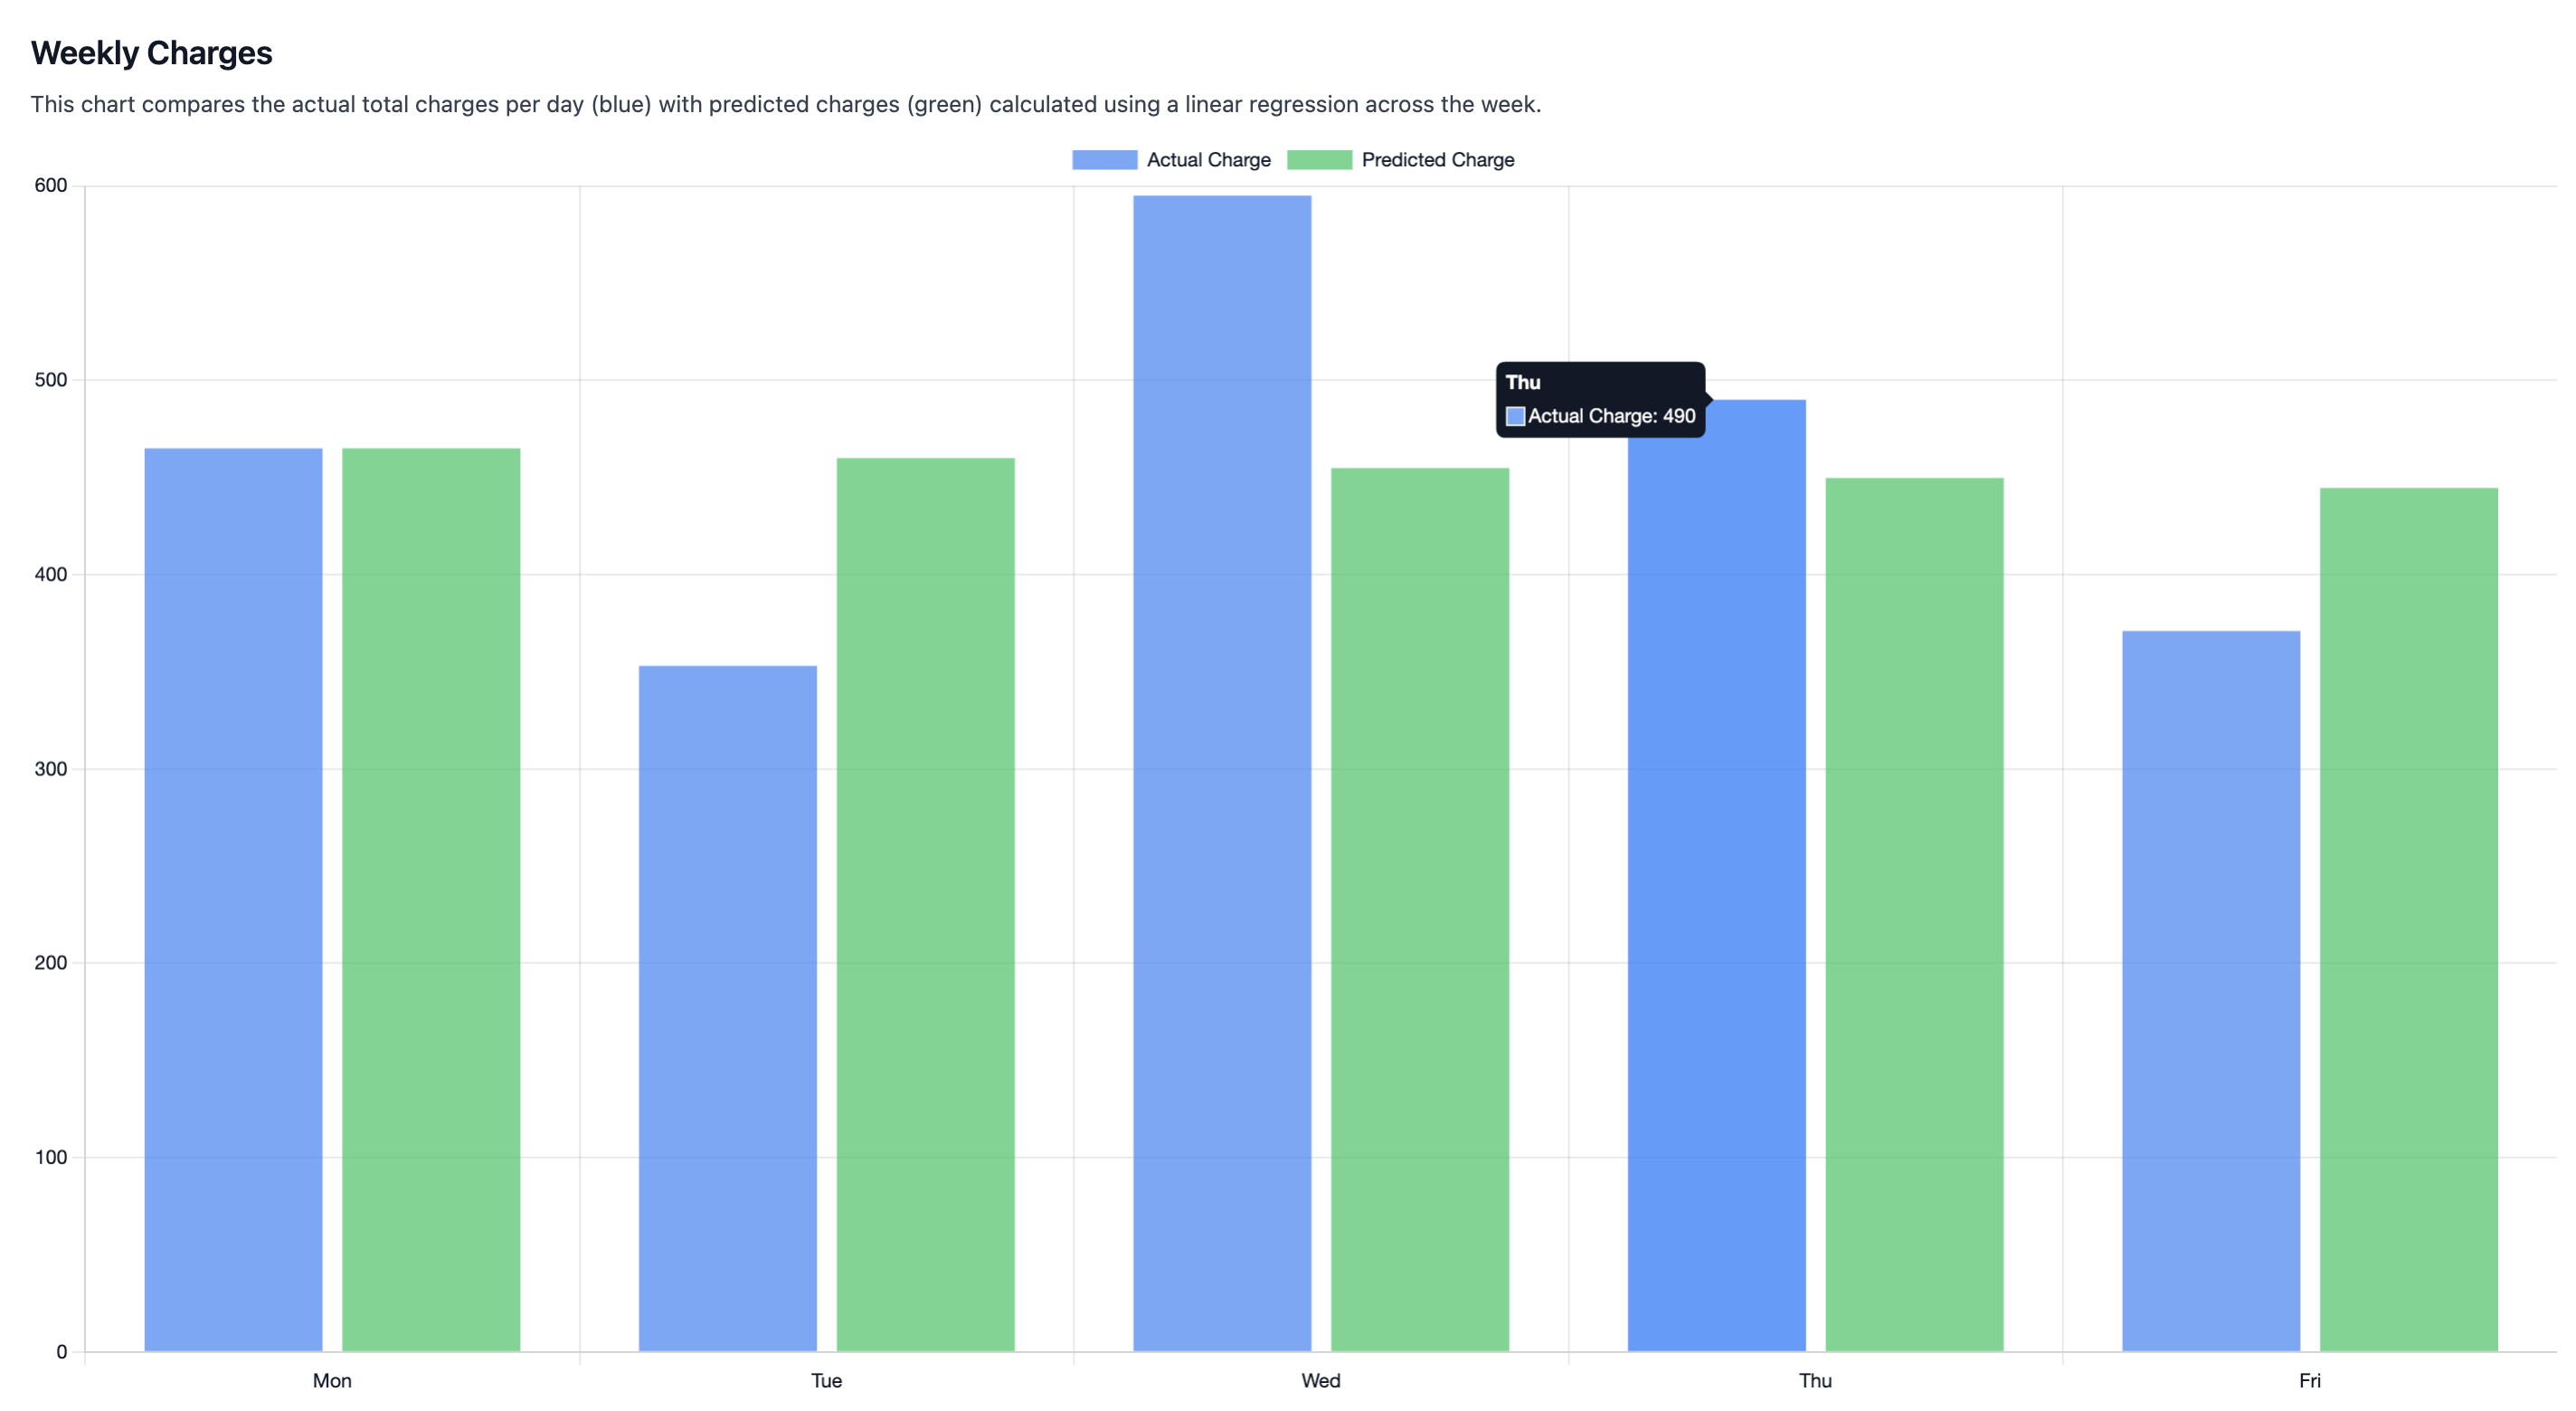 Weekly Charges
This chart compares the actual total charges per day (blue) with predicted charges (green) calculated using a linear regression across the week.
Actual Charge Predicted Charge
600
500
Thu
Actual Charge: 490
400
300
200
100
0
Mon Tue Wed Thu Fri